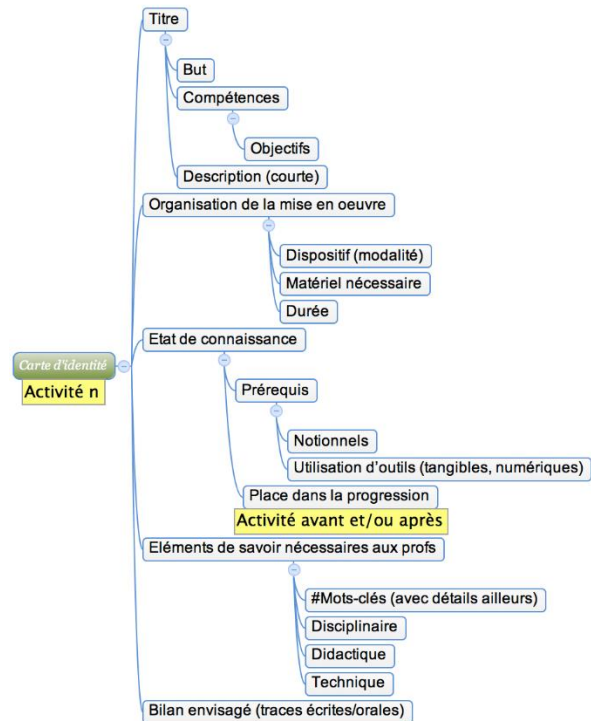 Titre
But
Compétences
Objectifs
Description (courte)
Organisation de la mise en oeuvre
Dispositif (modalité)
Matériel nécessaire
Durée
Etat de connaissance
Carte d'identité
Activité n
Prérequis
Notionnels
Utilisation d'outils (tangibles, numériques)
Place dans la progression
Activité avant et/ou après
Eléments de savoir nécessaires aux profs
#Mots-clés (avec détails ailleurs)
Disciplinaire
Didactique
Technique
Bilan envisagé (traces écrites/orales)